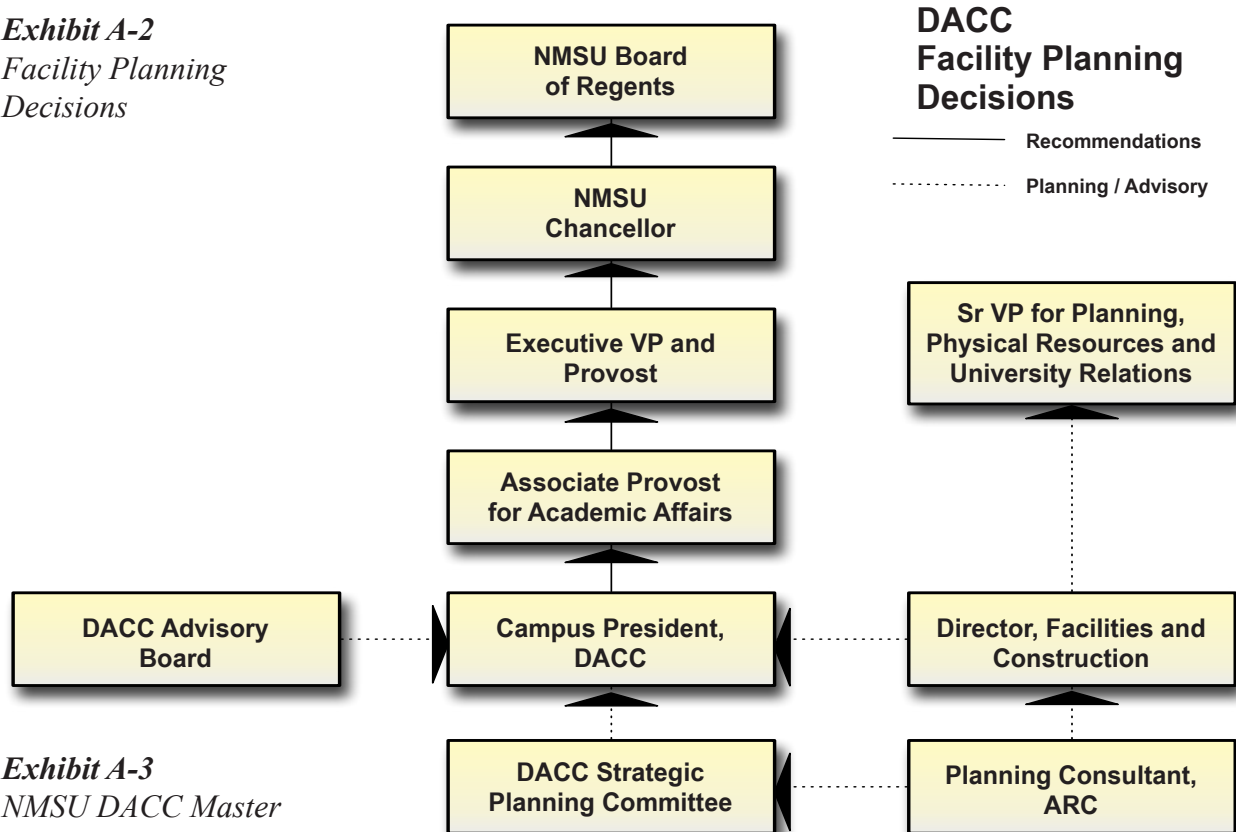 Exhibit A-2
Facility Planning
Decisions
DACC
Facility Planning
Decisions
Recommendations
Planning / Advisory
NMSU Board
of Regents
NMSU
Chancellor
Executive VP and
Provost
Sr VP for Planning,
Physical Resources and
University Relations
Associate Provost
for Academic Affairs
DACC Advisory
Board
Campus President,
DACC
Director, Facilities and
Construction
Exhibit A-3
NMSU DACC Master
DACC Strategic
Planning Committee
Planning Consultant,
ARC